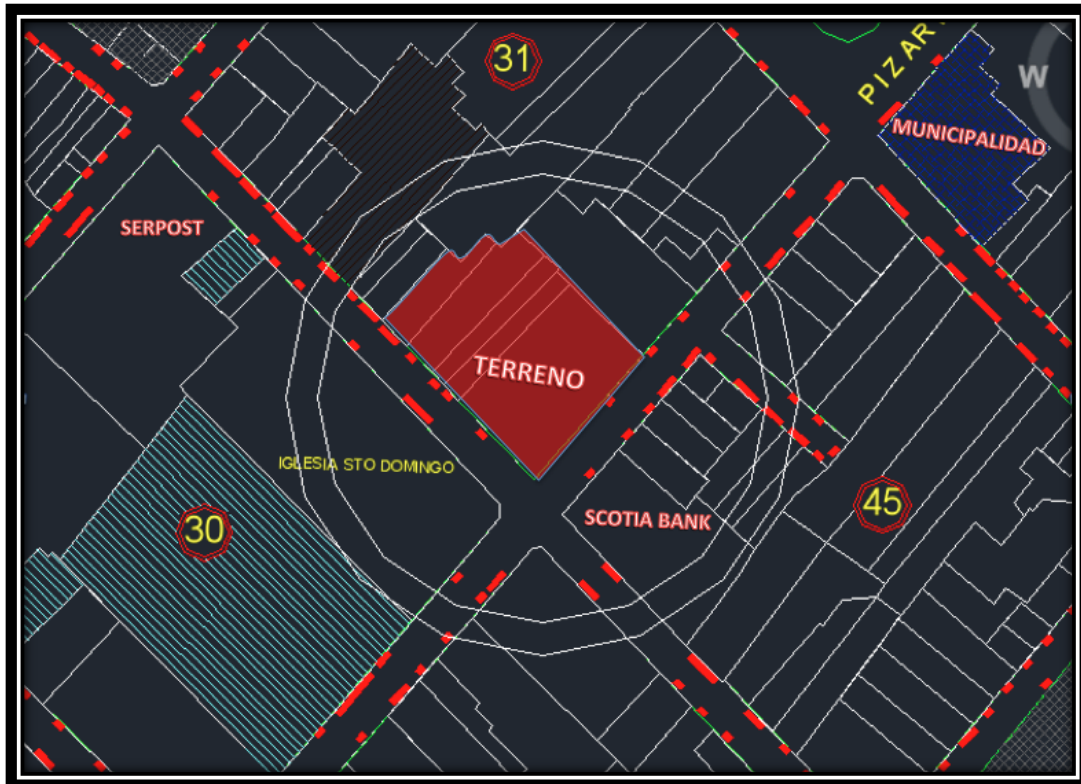 31
PIZAR
W
MUNICIPALIDAD
SERPOST
TERRENO
IGLESIA STO DOMINGO
30
SCOTIA BANK
45